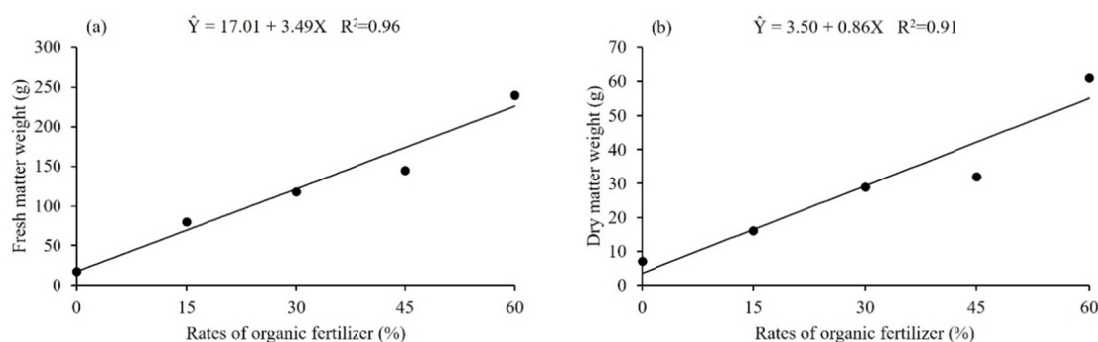 (a) Ŷ = 17.01 + 3.49X R²=0.96
300
250
200
150
100
50
0
Fresh matter weight (g)
0 15 30 45 60
Rates of organic fertilizer (%)
(b) Ŷ = 3.50 + 0.86X R²=0.91
70
60
50
40
30
20
10
0
Dry matter weight (g)
0 15 30 45 60
Rates of organic fertilizer (%)